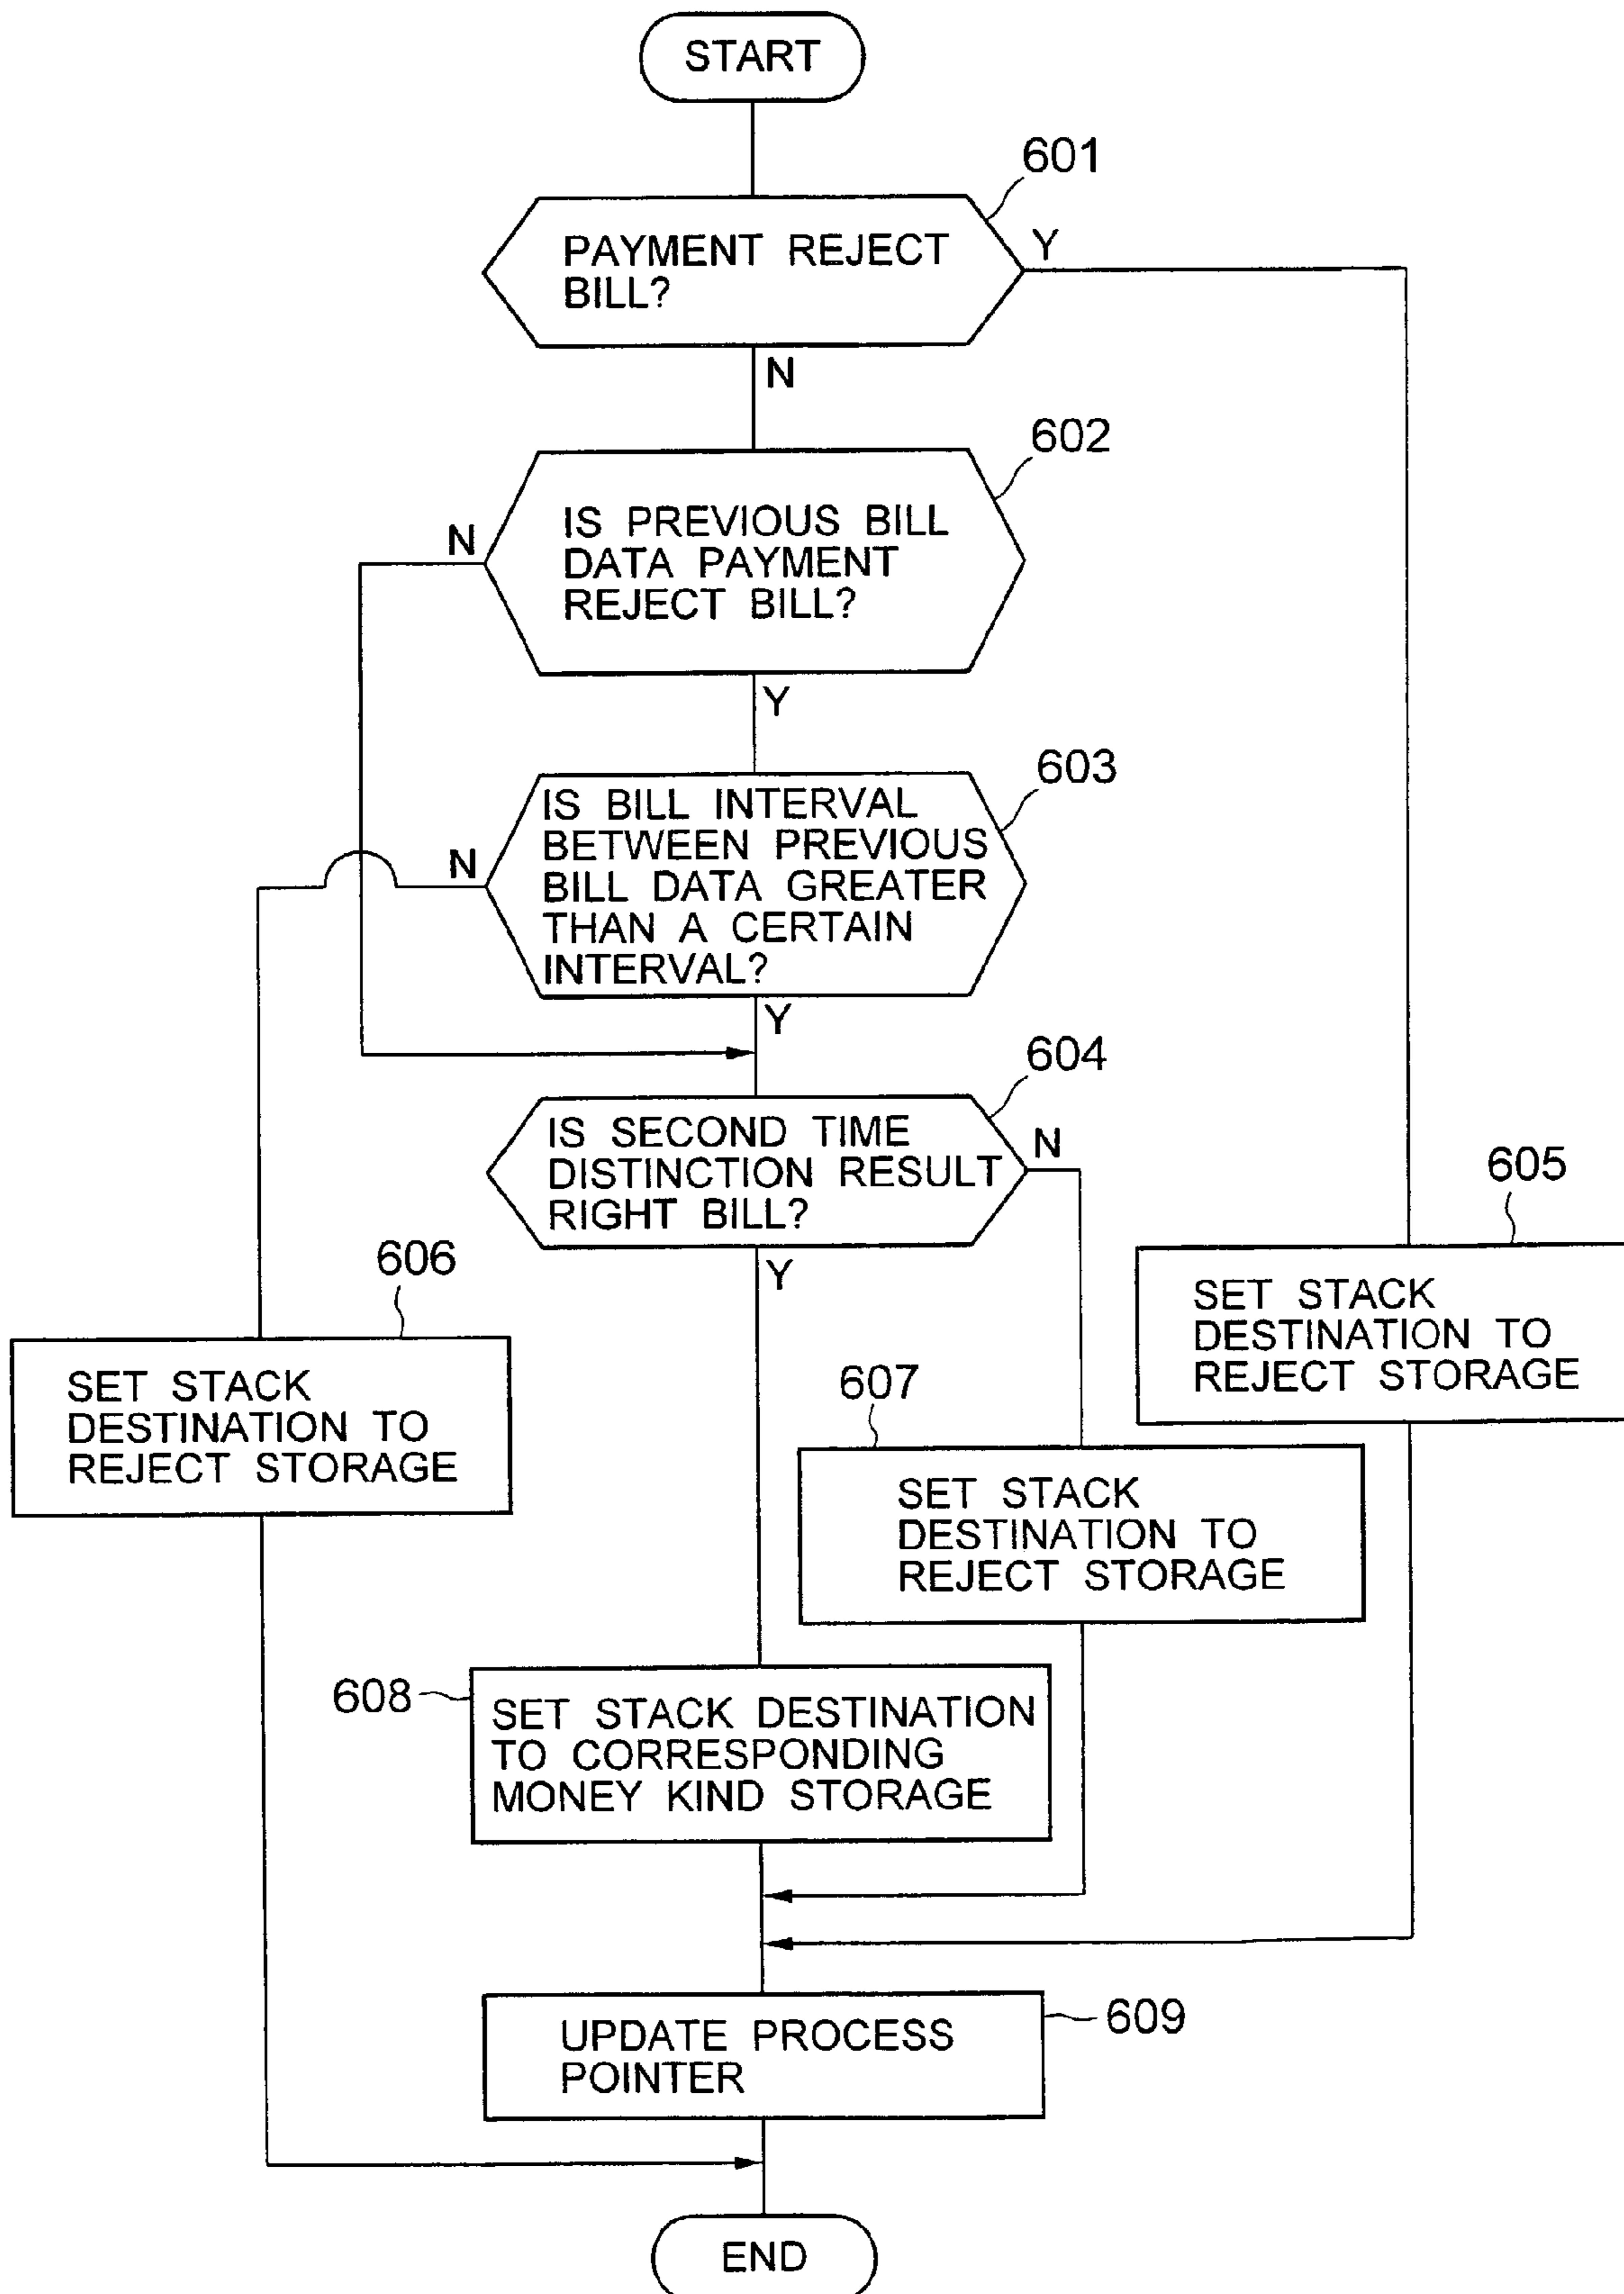 START
601
PAYMENT REJECT
BILL?
Y
N
602
IS PREVIOUS BILL
DATA PAYMENT
REJECT BILL?
N
Y
603
IS BILL INTERVAL
BETWEEN PREVIOUS
BILL DATA GREATER
THAN A CERTAIN
INTERVAL?
N
Y
604
IS SECOND TIME
DISTINCTION RESULT
RIGHT BILL?
N
Y
605
SET STACK
DESTINATION TO
REJECT STORAGE
606
SET STACK
DESTINATION TO
REJECT STORAGE
607
SET STACK
DESTINATION TO
REJECT STORAGE
608
SET STACK DESTINATION
TO CORRESPONDING
MONEY KIND STORAGE
609
UPDATE PROCESS
POINTER
END